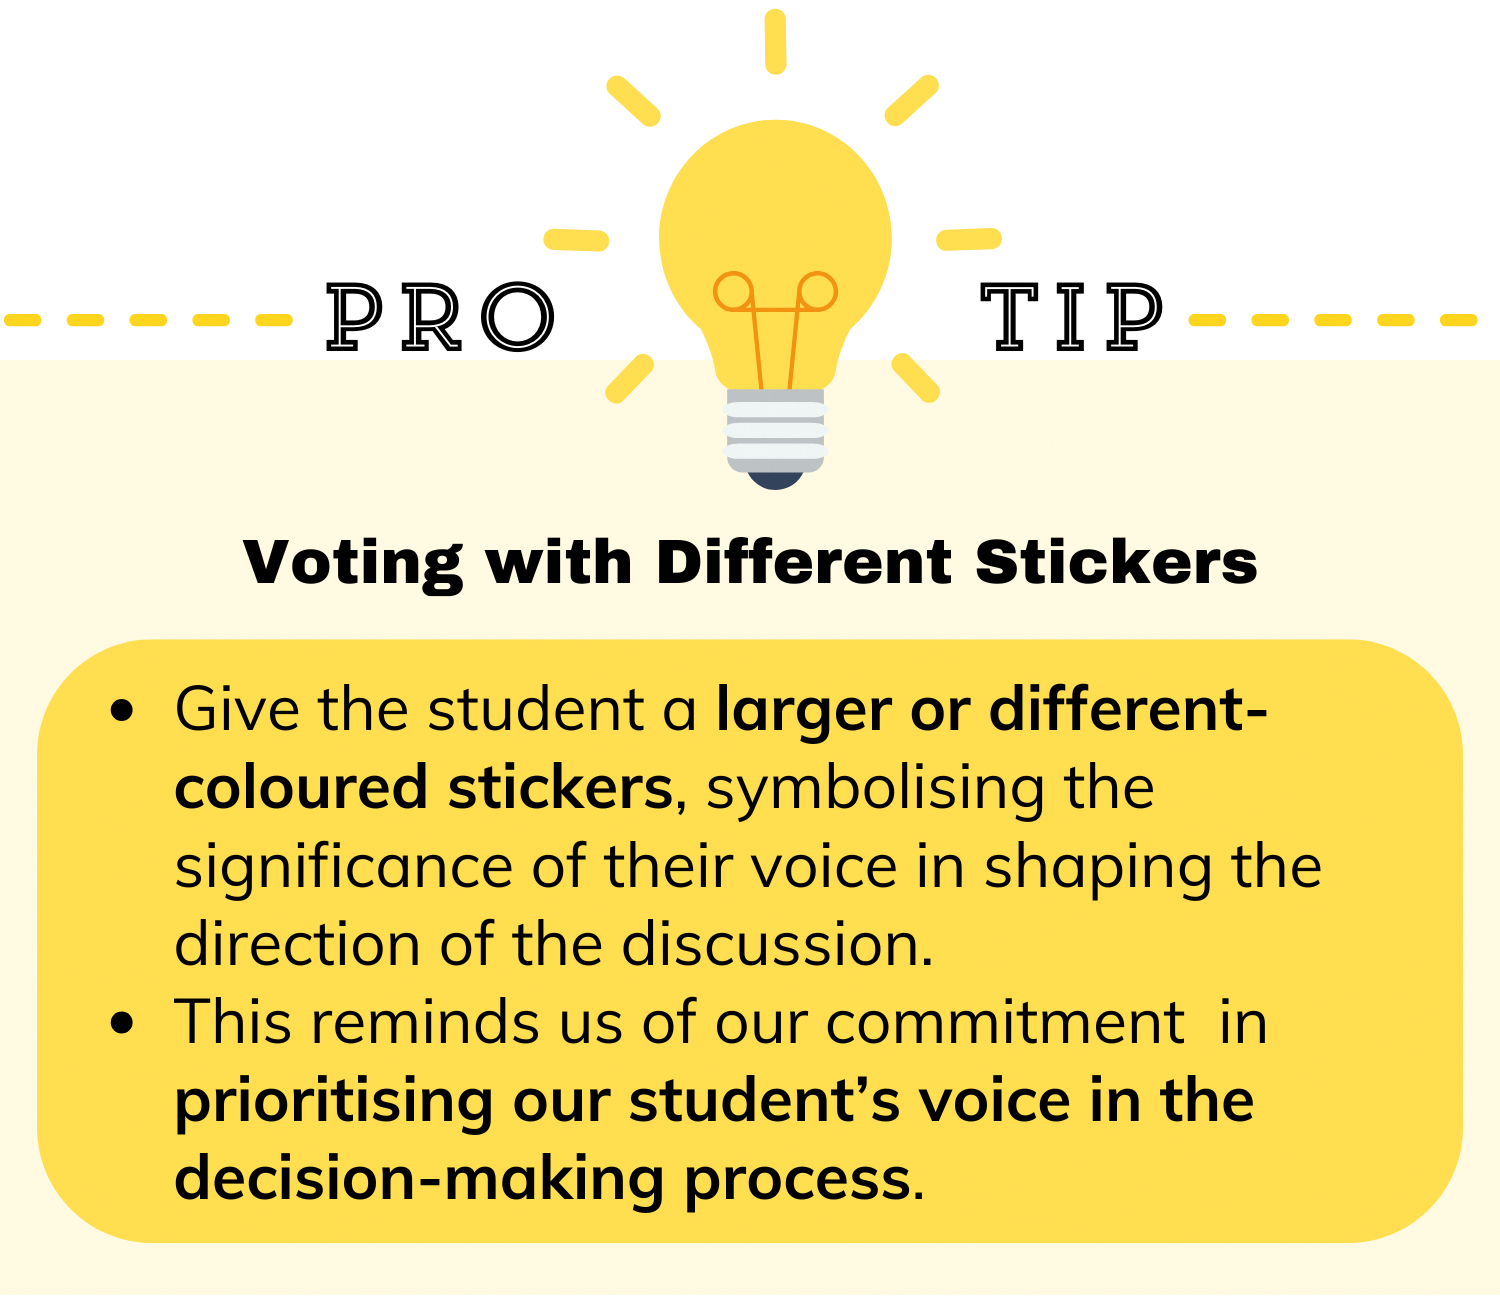 PRO TIP
Voting with Different Stickers
• Give the student a larger or different-
coloured stickers, symbolising the
significance of their voice in shaping the
direction of the discussion.
• This reminds us of our commitment  in
prioritising our student’s voice in the
decision-making process.